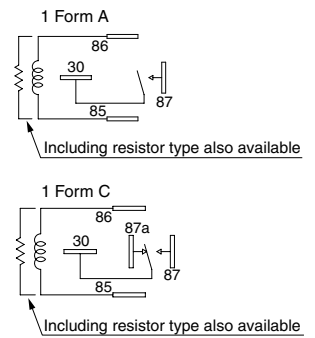 1 Form A
86
30
85
87
Including resistor type also available
1 Form C
86
87a
30
87
85
Including resistor type also available